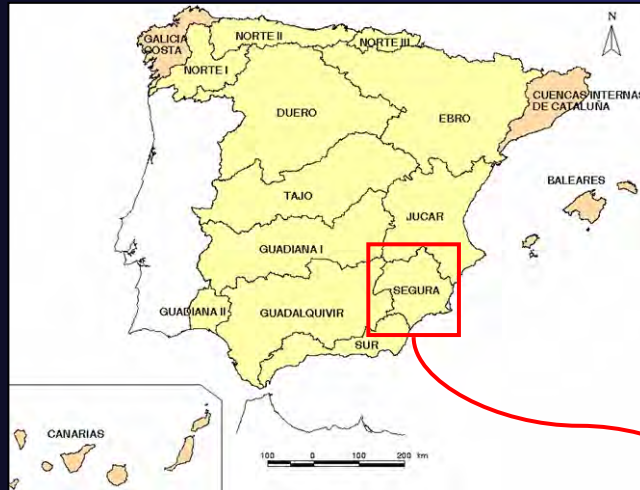 N
GALICIA
COSTA
NORTE II
NORTE III
NORTE I
DUERO
EBRO
CUENCAS INTERNAS
DE CATALUÑA
BALEARES
TAJO
JUCAR
GUADIANA I
SEGURA
GUADIANA II
GUADALQUIVIR
SUR
CANARIAS
100 0 100 200 km